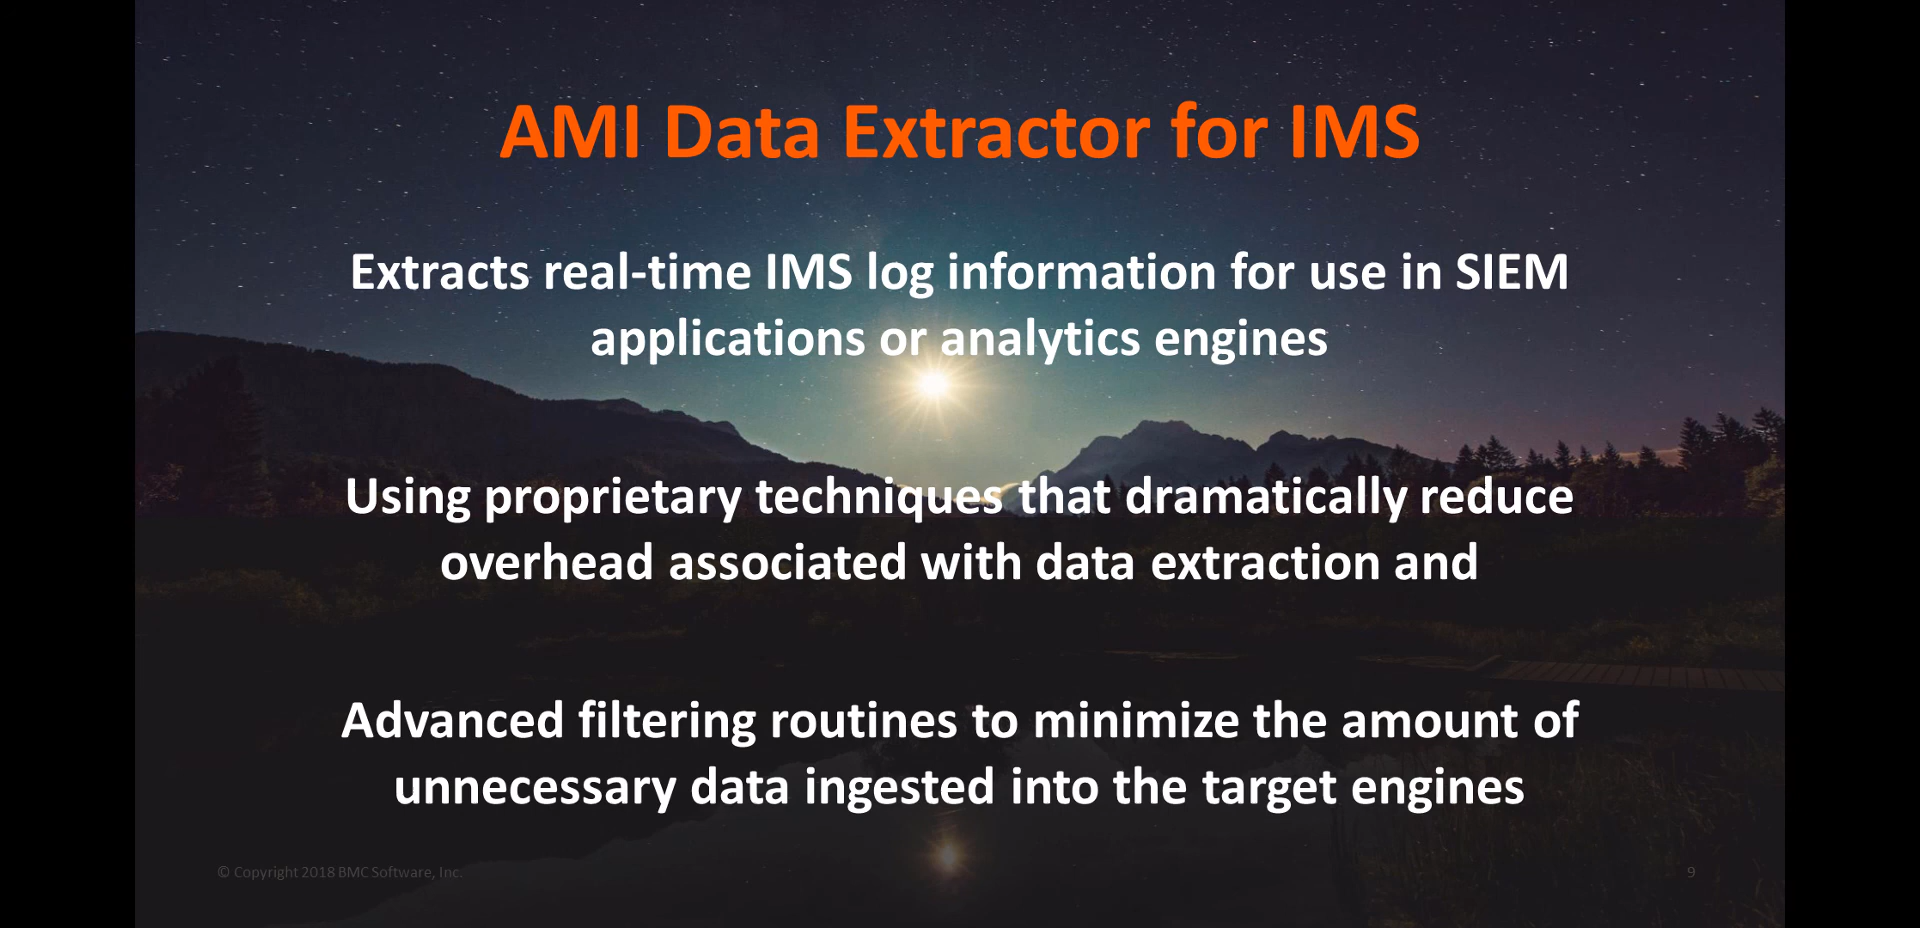 AMI Data Extractor for IMS
Extracts real-time IMS log information for use in SIEM
applications or analytics engines
Using proprietary techniques that dramatically reduce
overhead associated with data extraction and
Advanced filtering routines to minimize the amount of
unnecessary data ingested into the target engines
© Copyright 2018 BMC Software, Inc.
9